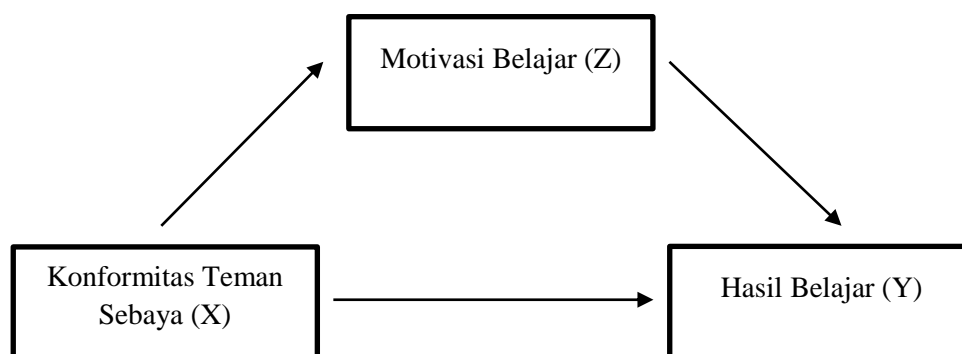 Motivasi Belajar (Z)
Konformitas Teman
Sebaya (X)
Hasil Belajar (Y)